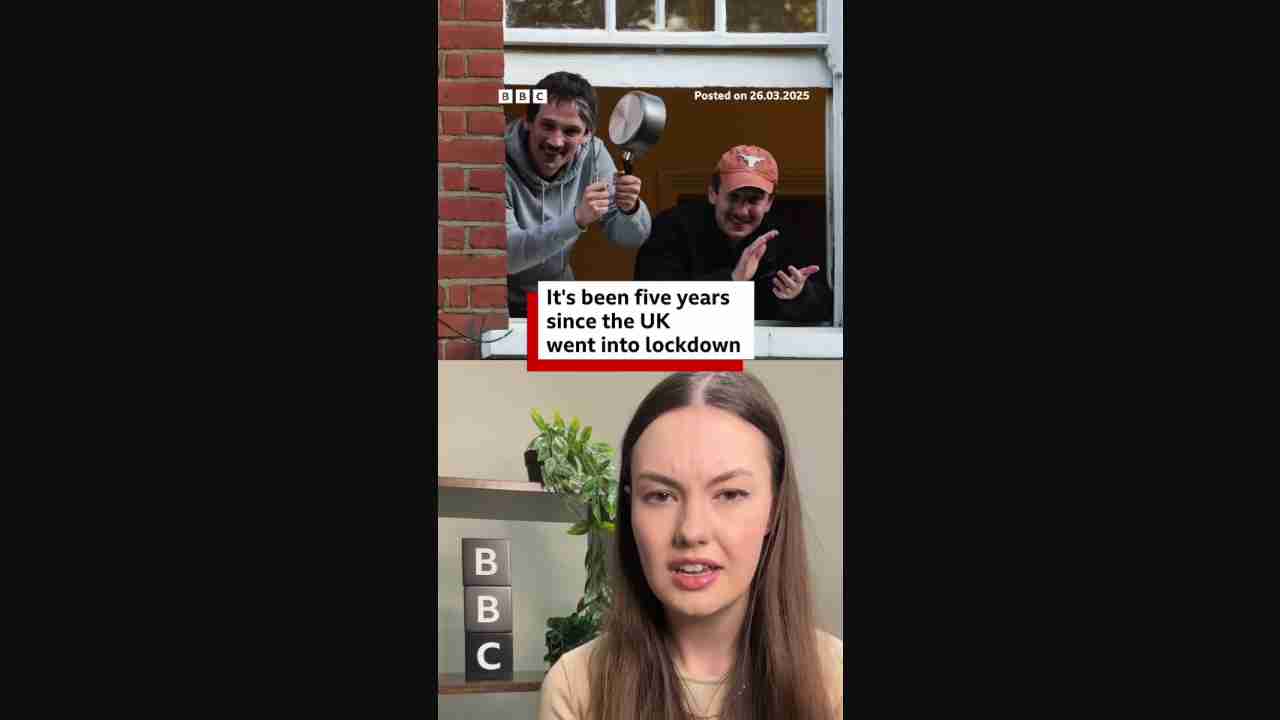 BBC
Posted on 26.03.2025
It's been five years
since the UK
went into lockdown
B
B
C